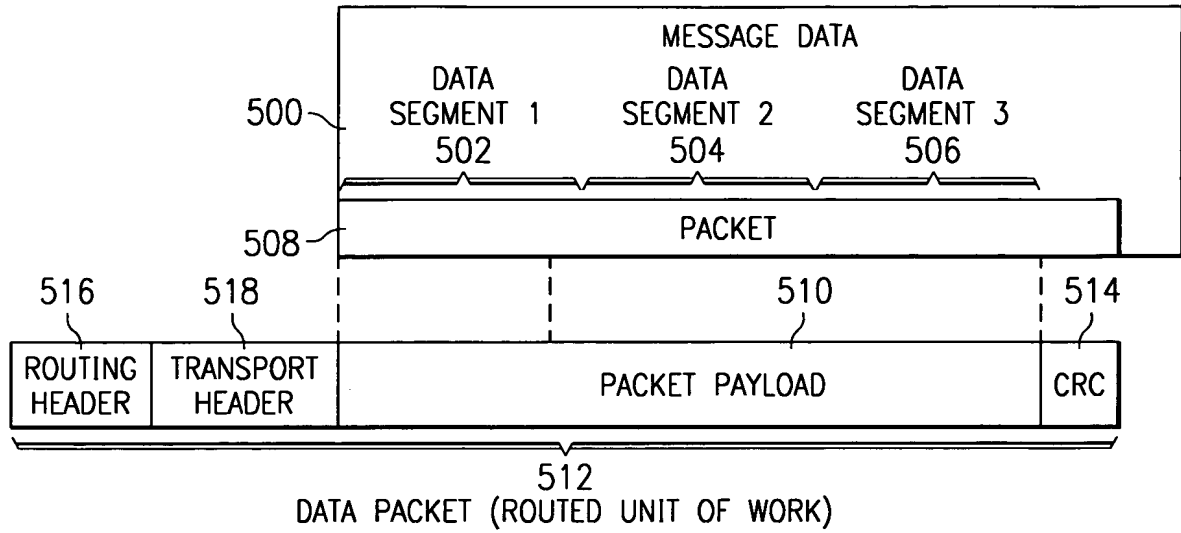 MESSAGE DATA
DATA SEGMENT 1
502
DATA SEGMENT 2
504
DATA SEGMENT 3
506
500
508
PACKET
516
518
510
514
ROUTING HEADER
TRANSPORT HEADER
PACKET PAYLOAD
CRC
512
DATA PACKET (ROUTED UNIT OF WORK)